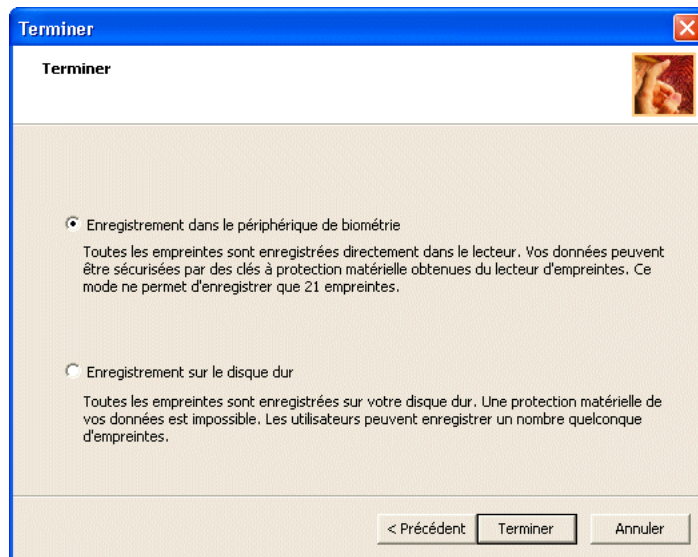 Terminer
Terminer
Enregistrement dans le périphérique de biométrie
Toutes les empreintes sont enregistrées directement dans le lecteur. Vos données peuvent
être sécurisées par des clés à protection matérielle obtenues du lecteur d'empreintes. Ce
mode ne permet d'enregistrer que 21 empreintes.
Enregistrement sur le disque dur
Toutes les empreintes sont enregistrées sur votre disque dur. Une protection matérielle de
vos données est impossible. Les utilisateurs peuvent enregistrer un nombre quelconque
d'empreintes.
< Précédent Terminer Annuler